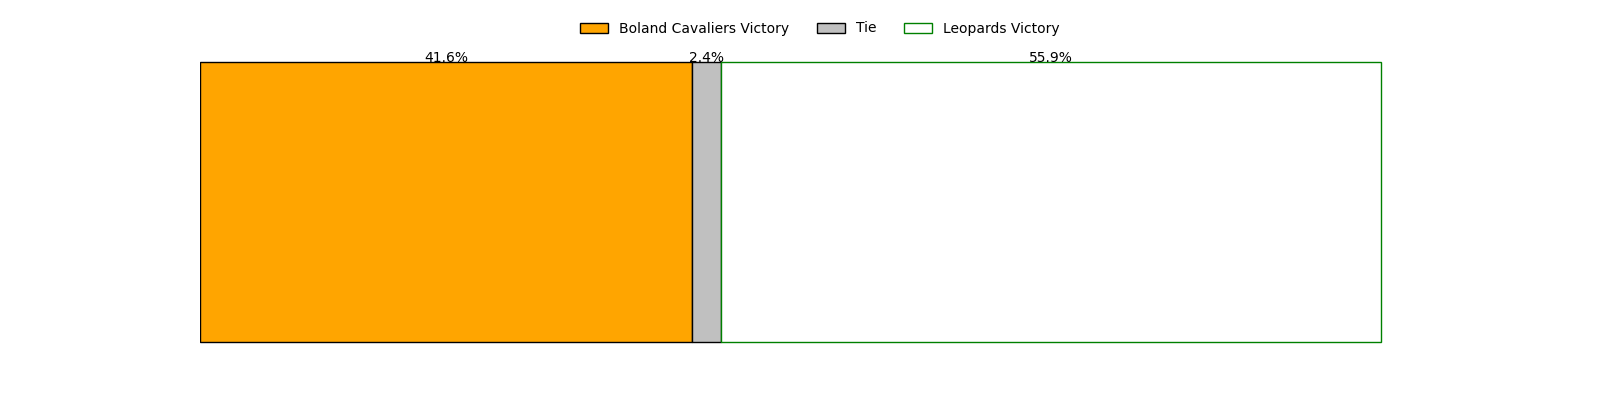 Boland Cavaliers Victory Tie Leopards Victory
41.6% 2.4% 55.9%